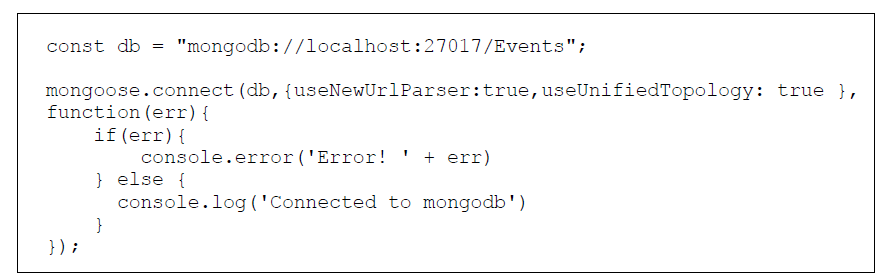 const db = "mongodb://localhost:27017/Events";
mongoose.connect(db,{useNewUrlParser:true,useUnifiedTopology: true },
function(err){
if(err){
console.error('Error! ' + err)
} else {
console.log('Connected to mongodb')
}
});